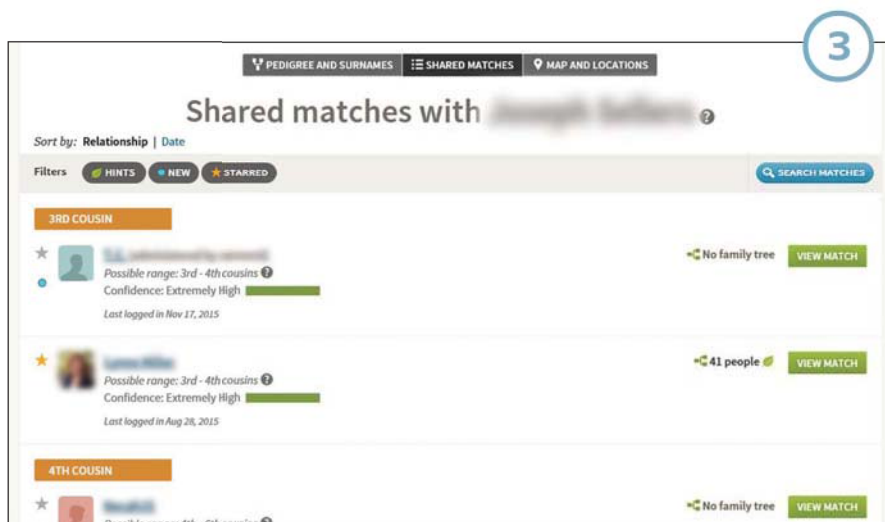 3
PEDIGREE AND SURNAMES SHARED MATCHES MAP AND LOCATIONS
Shared matches with ?
Sort by: Relationship | Date
Filters HINTS NEW STARRED SEARCH MATCHES
3RD COUSIN
No family tree VIEW MATCH
Possible range: 3rd - 4th cousins ?
Confidence: Extremely High
Last logged in Nov 17, 2015
41 people VIEW MATCH
Possible range: 3rd - 4th cousins ?
Confidence: Extremely High
Last logged in Aug 28, 2015
4TH COUSIN
No family tree VIEW MATCH